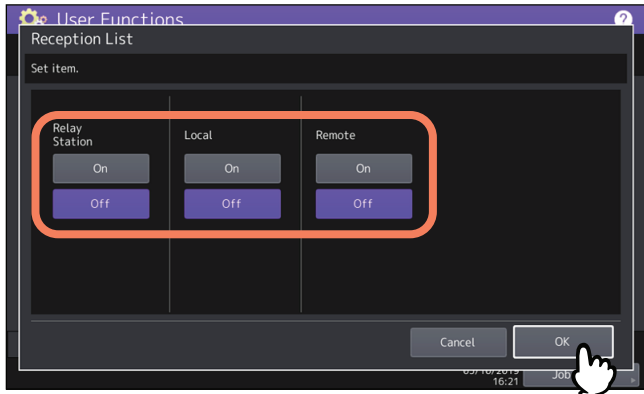 User Functions
?
Reception List
Set item.
Relay
Station
Local
Remote
On
On
On
Off
Off
Off
Cancel
OK
16:21
Job